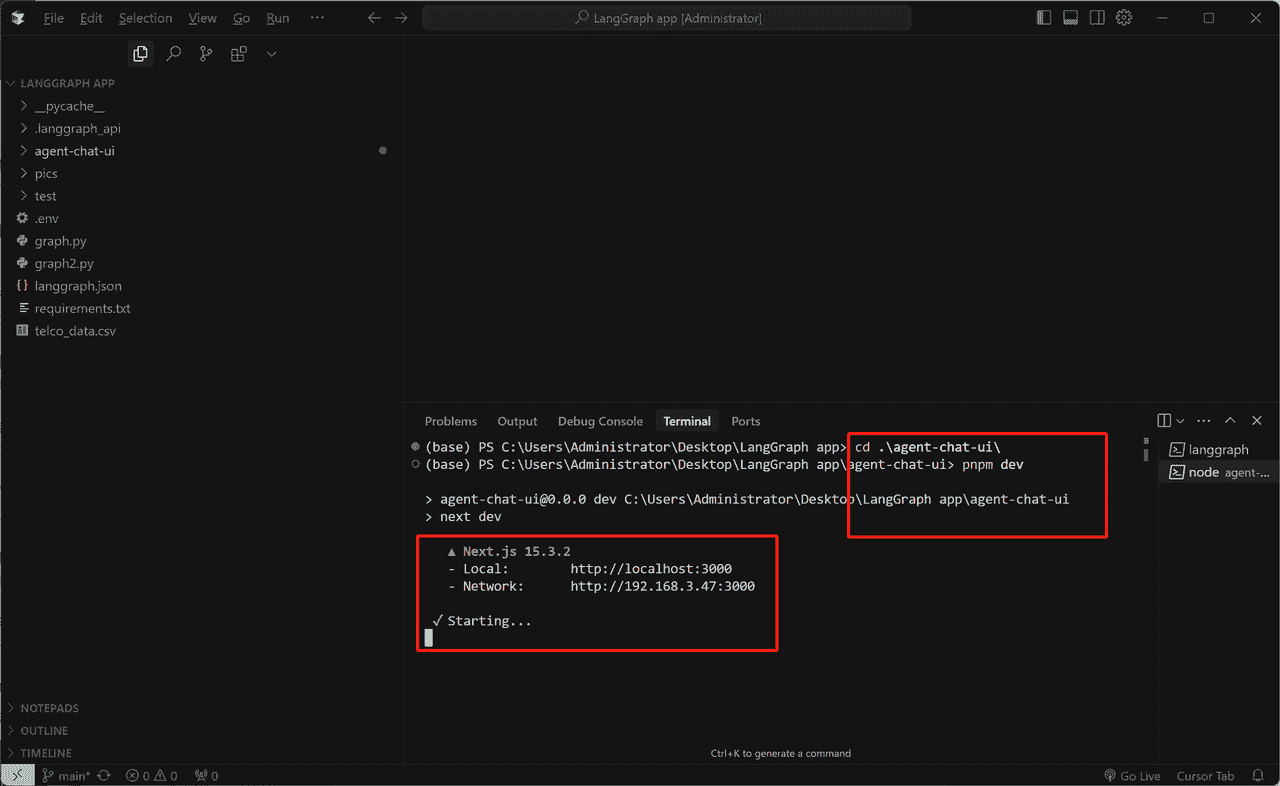 File Edit Selection View Go Run ··· LangGraph app [Administrator]
LANGGRAPH APP
__pycache__
.langgraph_api
agent-chat-ui
pics
test
.env
graph.py
graph2.py
langgraph.json
requirements.txt
telco_data.csv
NOTEPADS
OUTLINE
TIMELINE
Problems Output Debug Console Terminal Ports
(base) PS C:\Users\Administrator\Desktop\LangGraph app> cd .\agent-chat-ui\
(base) PS C:\Users\Administrator\Desktop\LangGraph app\agent-chat-ui> pnpm dev
> agent-chat-ui@0.0.0 dev C:\Users\Administrator\Desktop\LangGraph app\agent-chat-ui
> next dev
▲ Next.js 15.3.2
- Local: http://localhost:3000
- Network: http://192.168.3.47:3000
✓ Starting...
langgraph
node agent-...
Ctrl+K to generate a command
main* 0 0 0 Go Live Cursor Tab